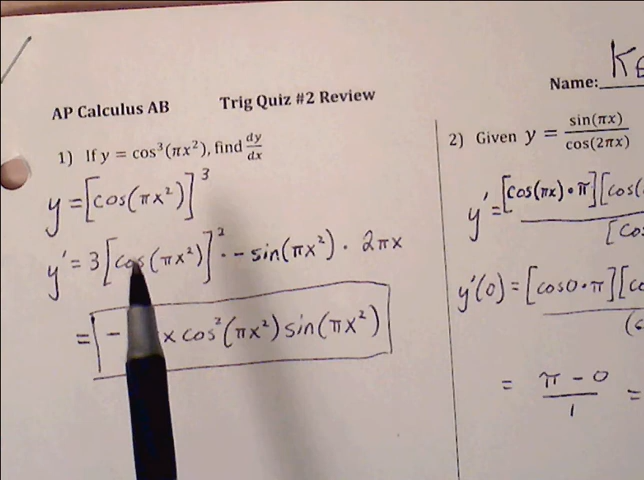 AP Calculus AB Trig Quiz #2 Review
Name:
1) If y = cos³(πx²), find dy/dx
y = [cos(πx²)]³
y' = 3[cos(πx²)]² · - sin(πx²) · 2πx
= - x cos²(πx²) sin(πx²)
2) Given y = sin(πx)/cos(2πx)
y' = [cos(πx) · π][cos(
[cos
y'(0) = [cos0 · π][co
= π - 0 / 1 =